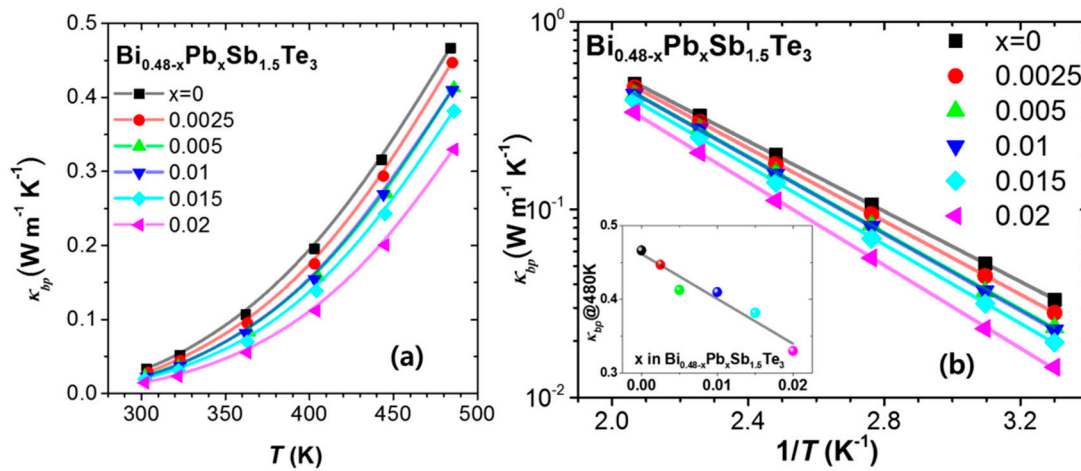 0.5
0.4
0.3
0.2
0.1
0.0
250
300
350
400
450
500
κbp(W m-1 K-1)
T (K)
Bi0.48-xPbxSb1.5Te3
x=0
0.0025
0.005
0.01
0.015
0.02
(a)
100
10-1
10-2
2.0
2.4
2.8
3.2
κbp(W m-1 K-1)
1/T (K-1)
Bi0.48-xPbxSb1.5Te3
x=0
0.0025
0.005
0.01
0.015
0.02
0.5
0.4
0.3
κbp@480K
x in Bi0.48-xPbxSb1.5Te3
0.00
0.01
0.02
(b)